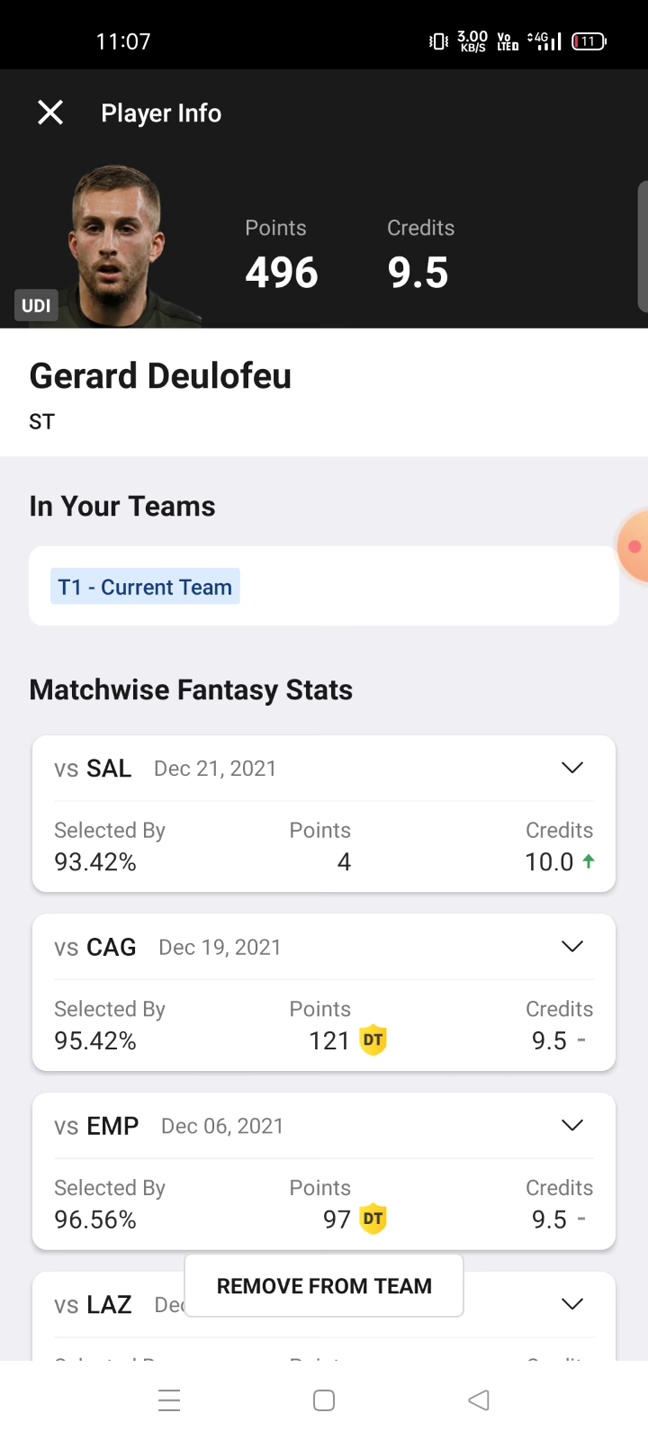 11:07
3.00 KB/S Vo LTE 4G 11
Player Info
Points Credits
496 9.5
UDI
Gerard Deulofeu
ST
In Your Teams
T1 - Current Team
Matchwise Fantasy Stats
vs SAL Dec 21, 2021
Selected By Points Credits
93.42% 4 10.0
vs CAG Dec 19, 2021
Selected By Points Credits
95.42% 121 DT 9.5 -
vs EMP Dec 06, 2021
Selected By Points Credits
96.56% 97 DT 9.5 -
REMOVE FROM TEAM
vs LAZ